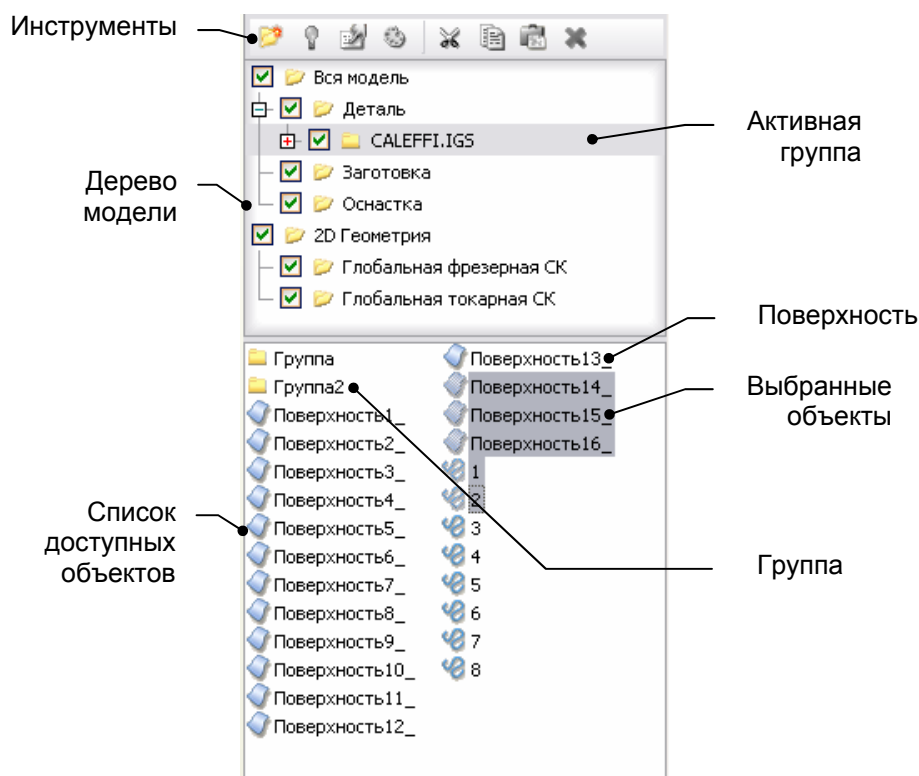 Инструменты
Вся модель
Деталь
CALEFFI.IGS
Заготовка
Оснастка
2D Геометрия
Глобальная фрезерная СК
Глобальная токарная СК
Активная
группа
Дерево
модели
Группа
Группа2
Поверхность1_
Поверхность2_
Поверхность3_
Поверхность4_
Поверхность5_
Поверхность6_
Поверхность7_
Поверхность8_
Поверхность9_
Поверхность10_
Поверхность11_
Поверхность12_
Поверхность13_
Поверхность14_
Поверхность15_
Поверхность16_
1
2
3
4
5
6
7
8
Поверхность
Выбранные
объекты
Список
доступных
объектов
Группа